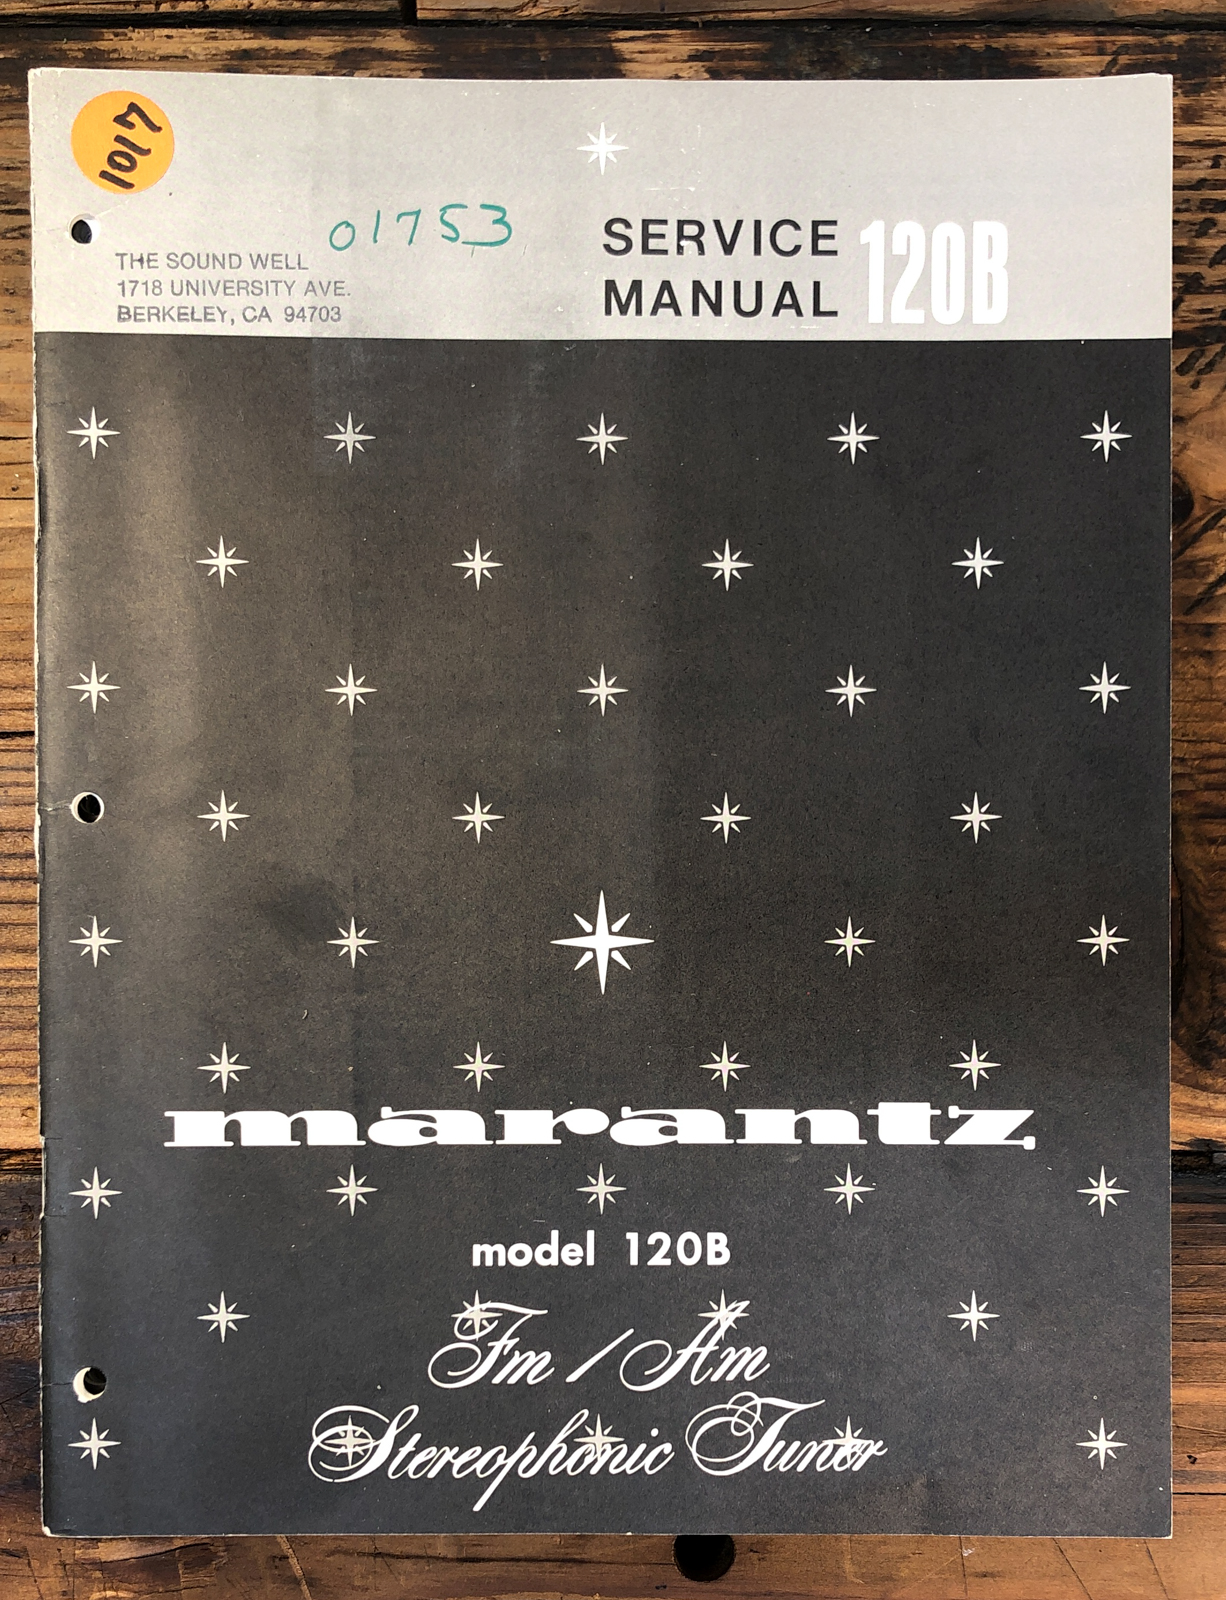 1017
01753
THE SOUND WELL
1718 UNIVERSITY AVE.
BERKELEY, CA 94703
SERVICE
MANUAL 120B
marantz
model 120B
Fm / Am
Stereophonic Tuner